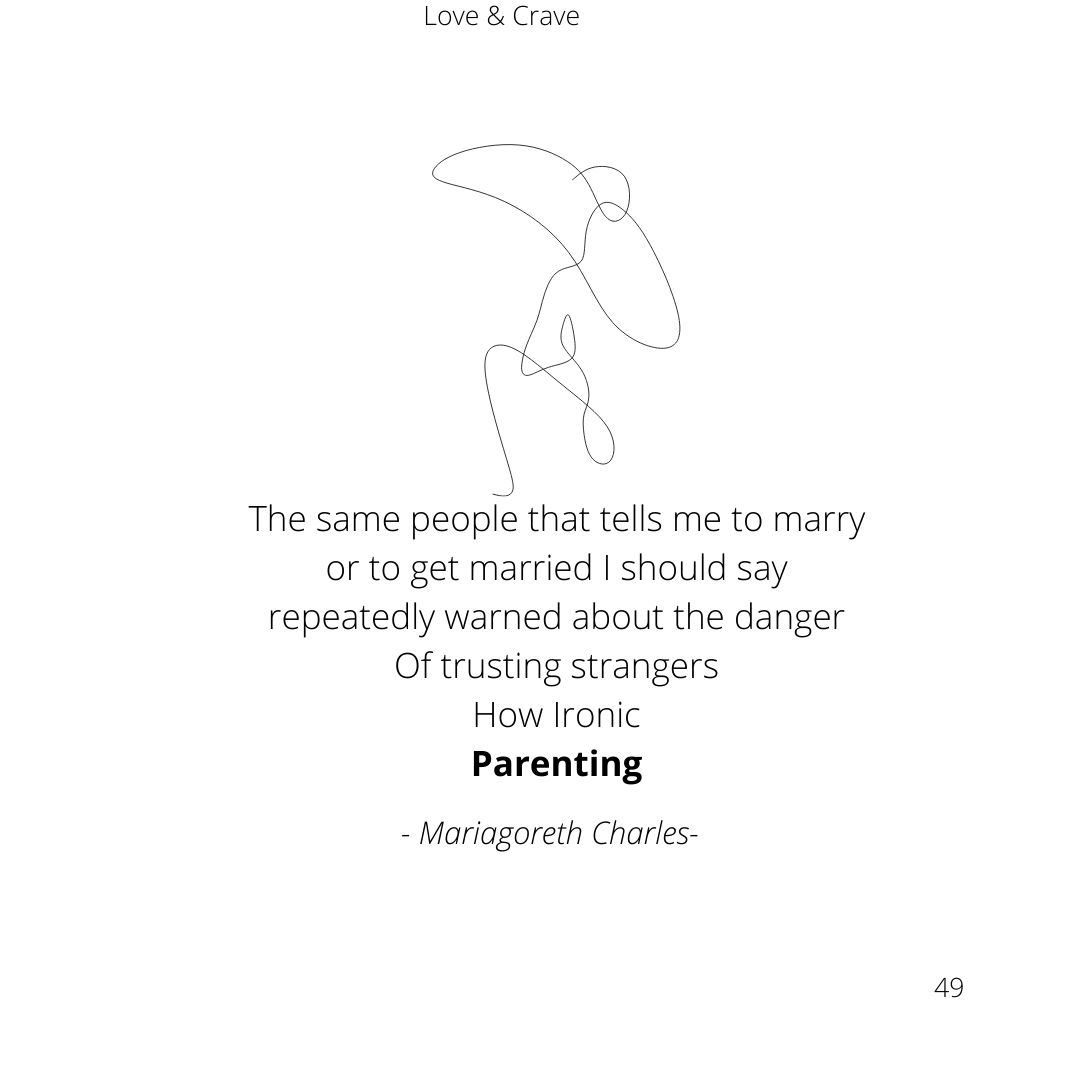 Love & Crave
The same people that tells me to marry
or to get married I should say
repeatedly warned about the danger
Of trusting strangers
How Ironic
Parenting
- Mariagoreth Charles-
49